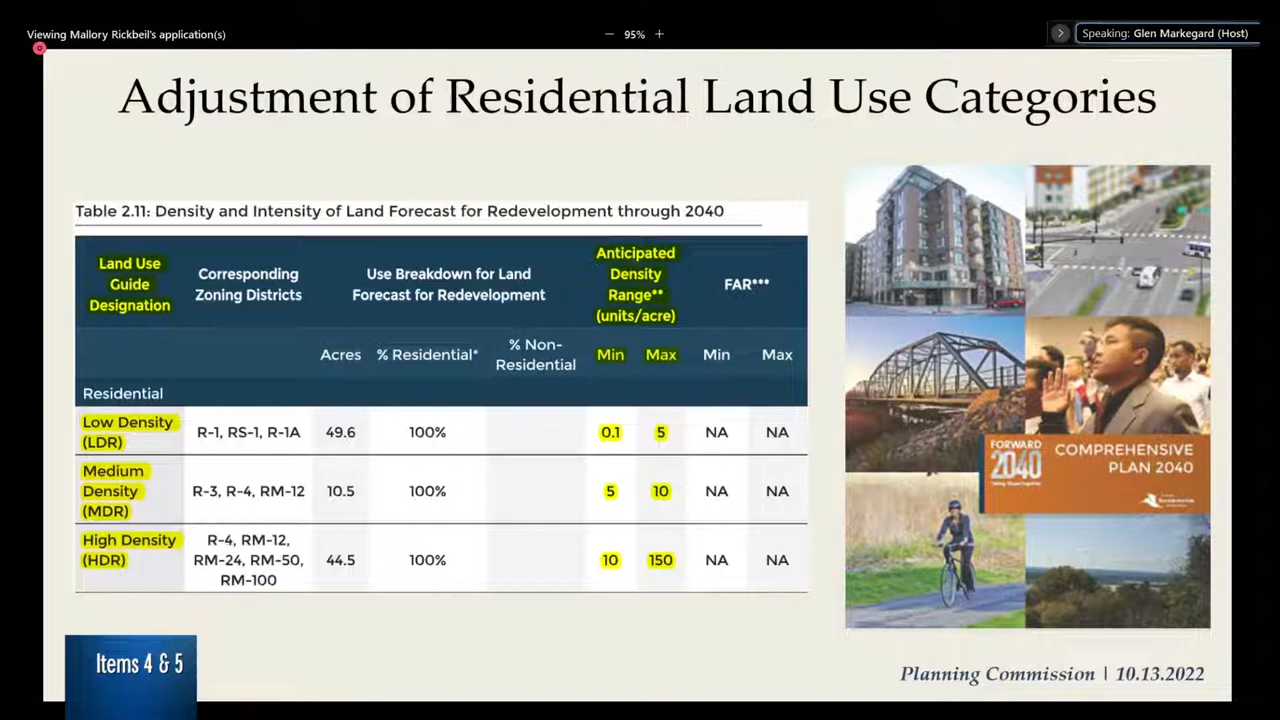 Viewing Mallory Rickbeil's application(s)
— 95% +
Speaking: Glen Markegard (Host)
Adjustment of Residential Land Use Categories
Table 2.11: Density and Intensity of Land Forecast for Redevelopment through 2040
Land Use
Guide
Designation
Corresponding
Zoning Districts
Use Breakdown for Land
Forecast for Redevelopment
Anticipated
Density
Range**
(units/acre)
FAR***
Acres
% Residential*
% Non-
Residential
Min
Max
Min
Max
Residential
Low Density
(LDR)
R-1, RS-1, R-1A
49.6
100%
0.1
5
NA
NA
Medium
Density
(MDR)
R-3, R-4, RM-12
10.5
100%
5
10
NA
NA
High Density
(HDR)
R-4, RM-12,
RM-24, RM-50,
RM-100
44.5
100%
10
150
NA
NA
FORWARD
2040
COMPREHENSIVE
PLAN 2040
Items 4 & 5
Planning Commission | 10.13.2022